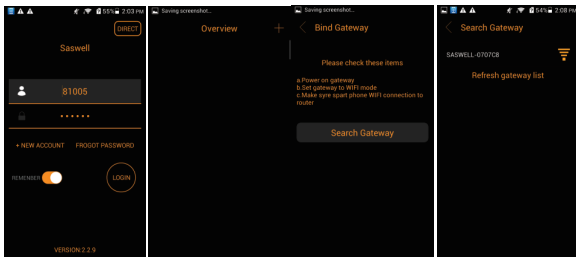 55% 2:03 PM
DIRECT
Saswell
81005
••••••
+ NEW ACCOUNT FROGOT PASSWORD
REMEMBER
LOGIN
VERSION:2.2.9
Saving screenshot...
Overview +
Saving screenshot...
Bind Gateway
Please check these items
a.Power on gateway
b.Set gateway to WIFI mode
c.Make syre spart phone WIFI connection to
router
Search Gateway
54% 2:08 PM
Search Gateway
SASWELL-0707C8
Refresh gateway list